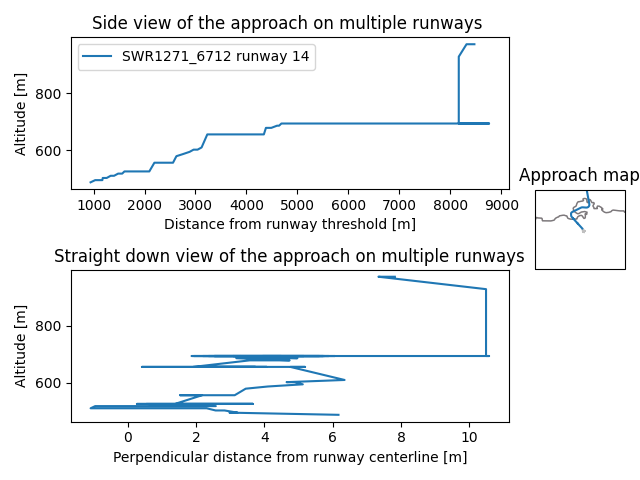 Side view of the approach on multiple runways
SWR1271_6712 runway 14
Altitude [m]
800
600
1000 2000 3000 4000 5000 6000 7000 8000 9000
Distance from runway threshold [m]
Approach map
Straight down view of the approach on multiple runways
Altitude [m]
800
600
0 2 4 6 8 10
Perpendicular distance from runway centerline [m]